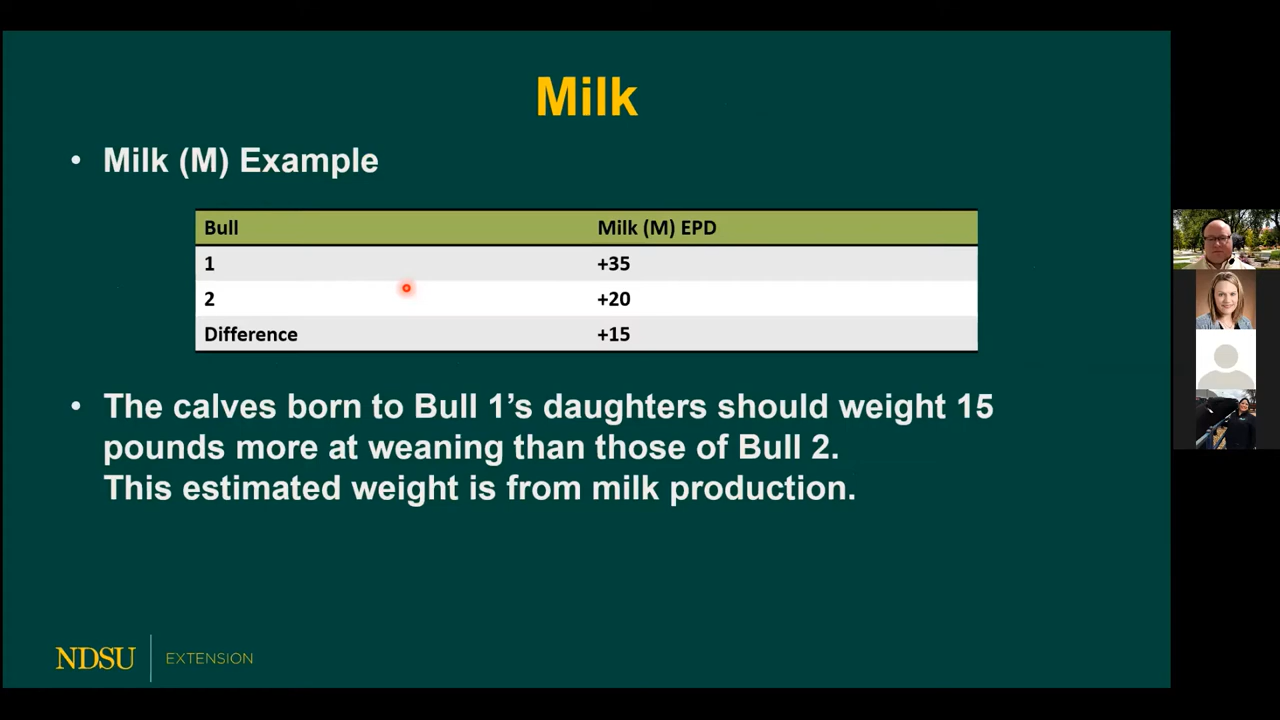 Milk
• Milk (M) Example
Bull Milk (M) EPD
1 +35
2 +20
Difference +15
• The calves born to Bull 1’s daughters should weight 15
pounds more at weaning than those of Bull 2.
This estimated weight is from milk production.
NDSU EXTENSION